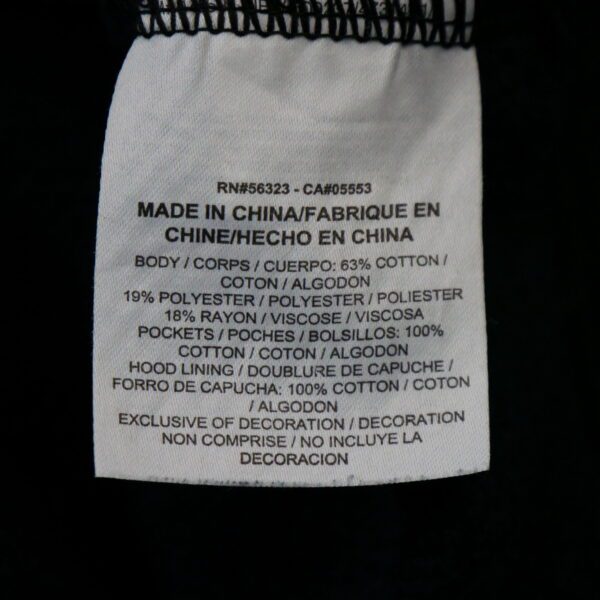 RN#56323 - CA#05553
MADE IN CHINA/FABRIQUE EN
CHINE/HECHO EN CHINA
BODY / CORPS / CUERPO: 63% COTTON /
COTON / ALGODON
19% POLYESTER / POLYESTER / POLIESTER
18% RAYON / VISCOSE / VISCOSA
POCKETS / POCHES / BOLSILLOS: 100%
COTTON / COTON / ALGODON
HOOD LINING / DOUBLURE DE CAPUCHE /
FORRO DE CAPUCHA: 100% COTTON / COTON
/ ALGODON
EXCLUSIVE OF DECORATION / DECORATION
NON COMPRISE / NO INCLUYE LA
DECORACION